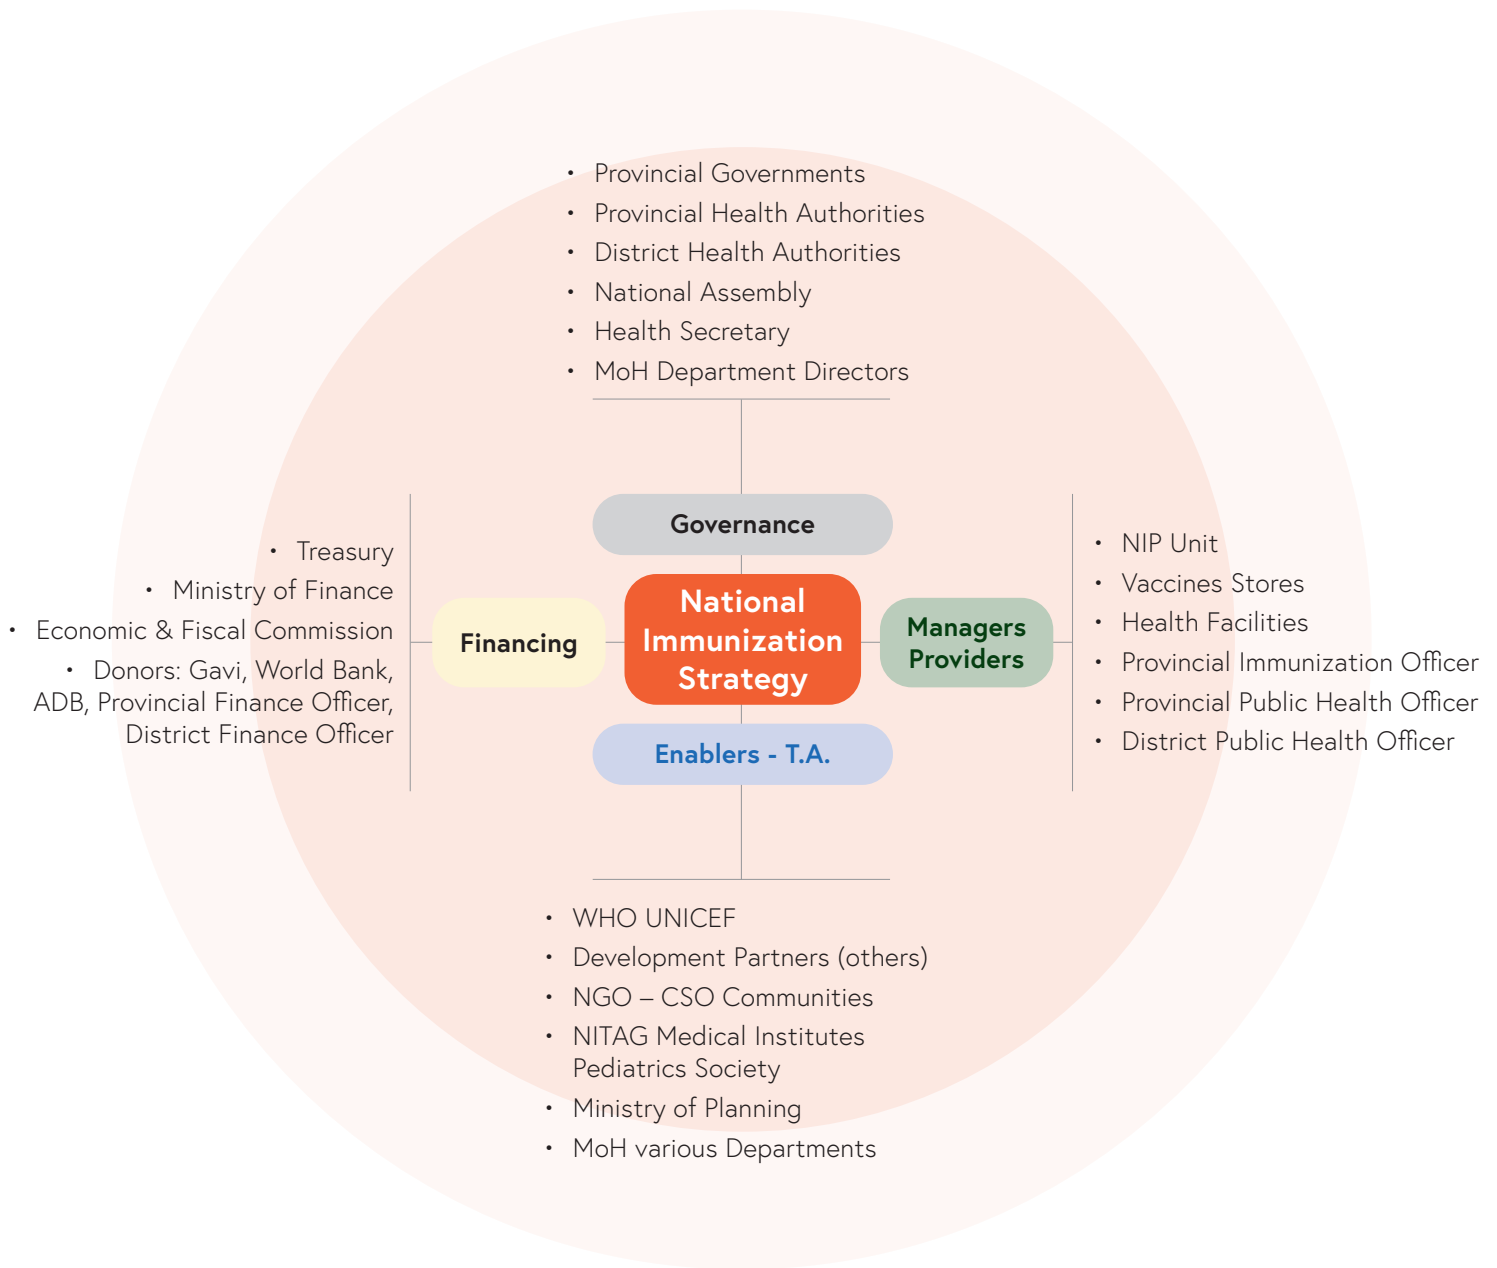 • Provincial Governments
• Provincial Health Authorities
• District Health Authorities
• National Assembly
• Health Secretary
• MoH Department Directors
Governance
• Treasury
• Ministry of Finance
• Economic & Fiscal Commission
• Donors: Gavi, World Bank,
ADB, Provincial Finance Officer,
District Finance Officer
Financing
National
Immunization
Strategy
Managers
Providers
• NIP Unit
• Vaccines Stores
• Health Facilities
• Provincial Immunization Officer
• Provincial Public Health Officer
• District Public Health Officer
Enablers - T.A.
• WHO UNICEF
• Development Partners (others)
• NGO – CSO Communities
• NITAG Medical Institutes
Pediatrics Society
• Ministry of Planning
• MoH various Departments